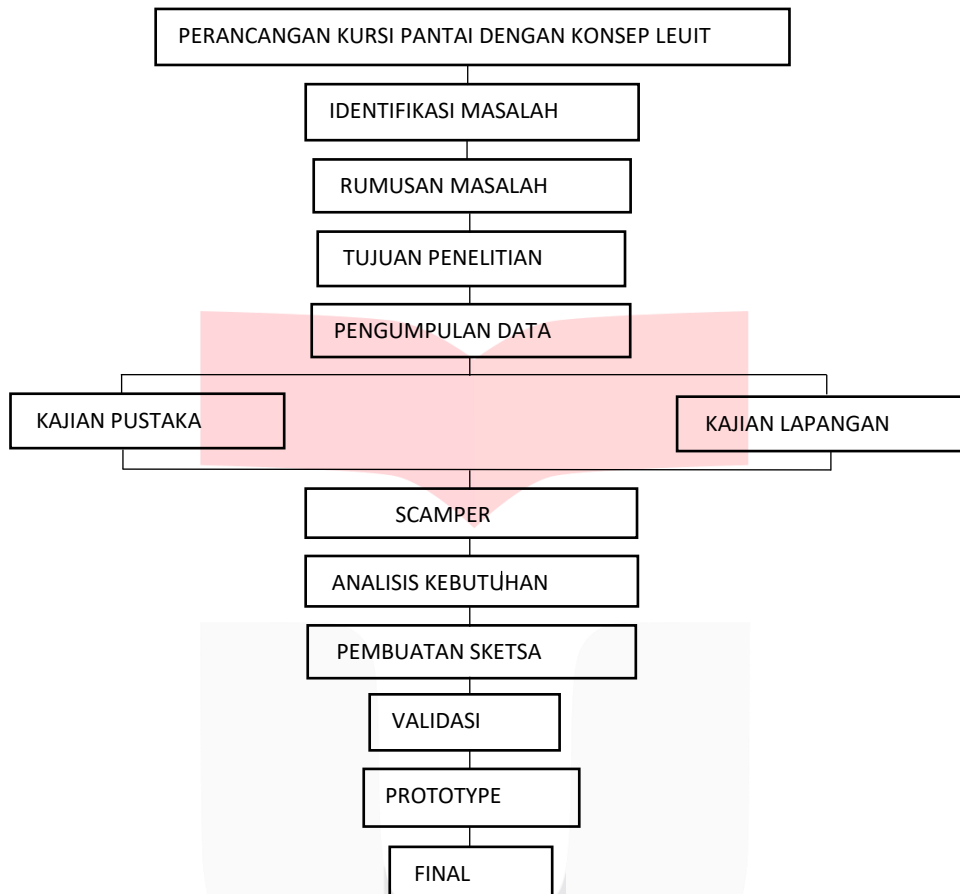 PERANCANGAN KURSI PANTAI DENGAN KONSEP LEUIT
IDENTIFIKASI MASALAH
RUMUSAN MASALAH
TUJUAN PENELITIAN
PENGUMPULAN DATA
KAJIAN PUSTAKA
KAJIAN LAPANGAN
SCAMPER
ANALISIS KEBUTUHAN
PEMBUATAN SKETSA
VALIDASI
PROTOTYPE
FINAL